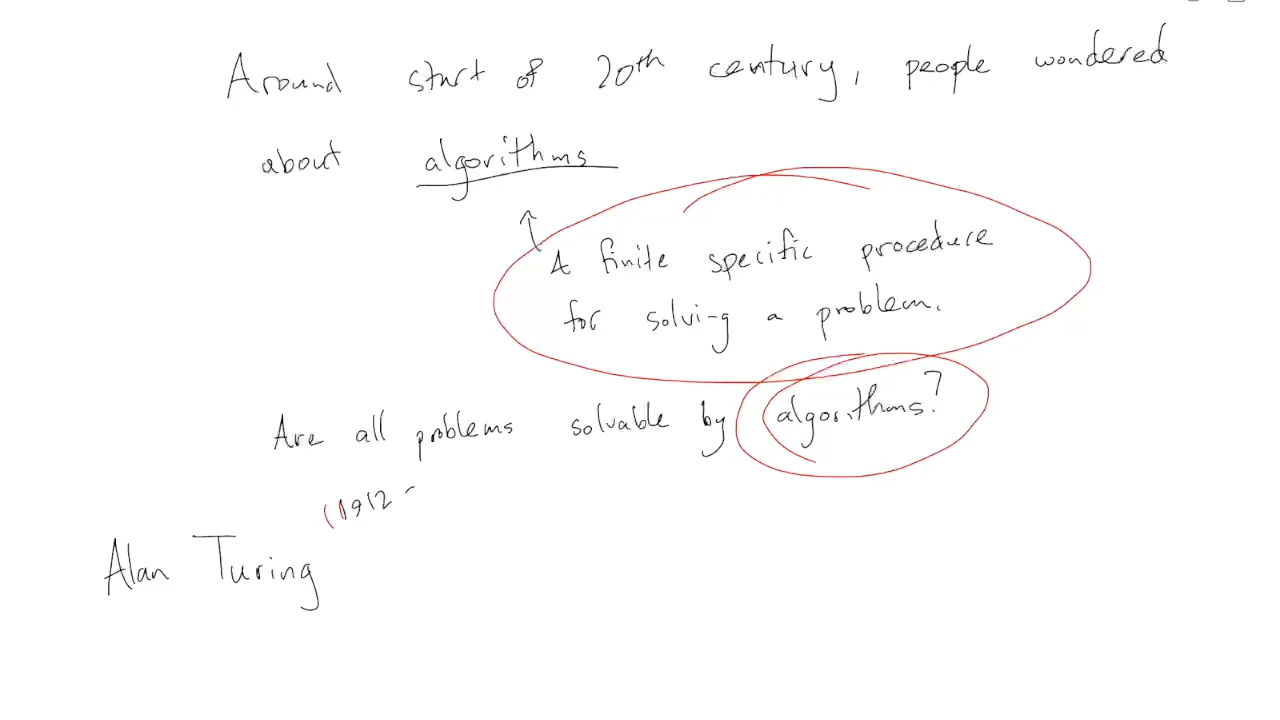 Around start of 20th century, people wondered
about algorithms
A finite specific procedure
for solving a problem.
Are all problems solvable by algorithms?
(1912 -
Alan Turing